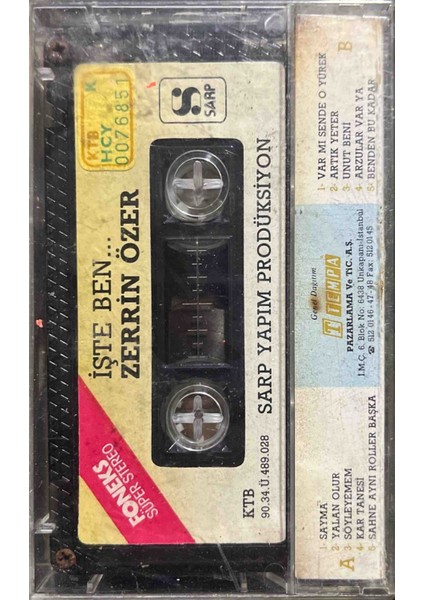 KTB K
HCY
0076851
S
SARP
İŞTE BEN...
ZERRİN ÖZER
SARP YAPIM PRODÜKSİYON
FONEKS
SÜPER STEREO
KTB
90.34.Ü.489.028
B
1- VAR MI SENDE O YÜREK
2- ARTIK YETER
3- UNUT BENİ
4- ARZULAR VAR YA
5- BENDEN BU KADAR
Genel Dağıtım
T TEMPA
PAZARLAMA Ve TİC. A.Ş.
İ.M.Ç. 6. Blok No: 6438 Unkapanı-İstanbul
☎ 512 01 46 - 47 - 48 Fax: 512 01 45
A
1- SAYMA
2- YALAN OLUR
3- SÖYLEYEMEM
4- KAR TANESİ
5- SAHNE AYNI ROLLER BAŞKA